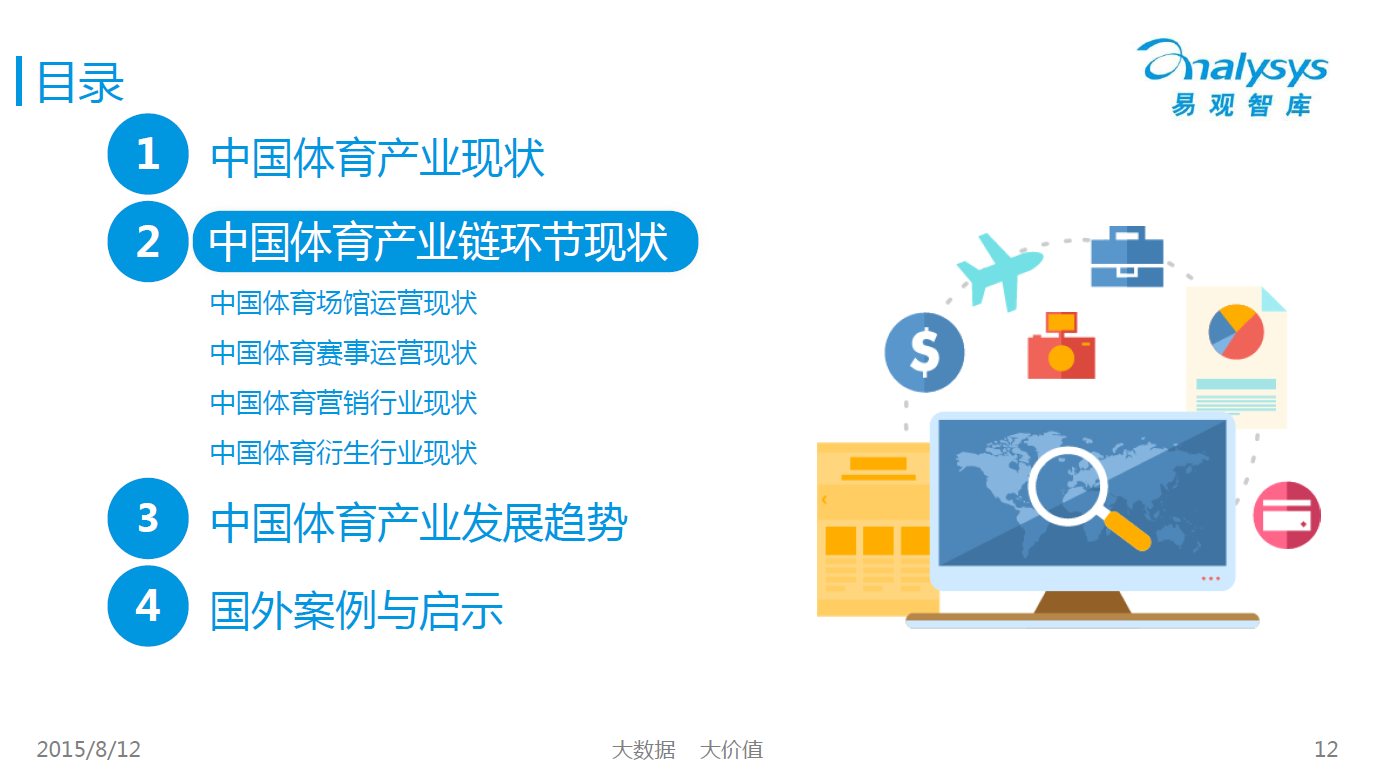 目录
analysys
易观智库
1 中国体育产业现状
2 中国体育产业链环节现状
中国体育场馆运营现状
中国体育赛事运营现状
中国体育营销行业现状
中国体育衍生行业现状
3 中国体育产业发展趋势
4 国外案例与启示
$
2015/8/12 大数据 大价值 12